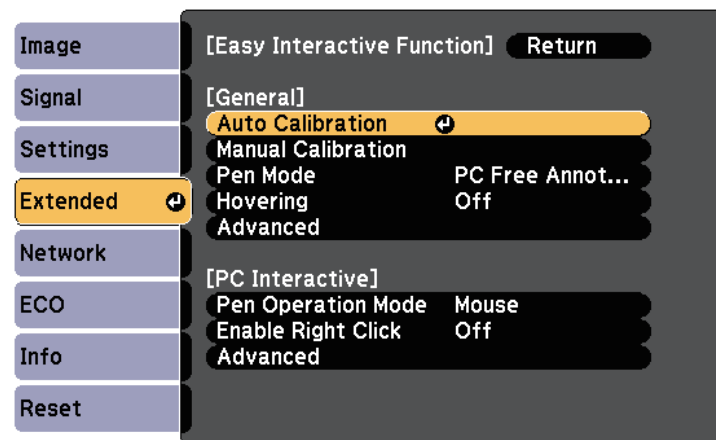 Image
Signal
Settings
Extended
Network
ECO
Info
Reset
[Easy Interactive Function] Return
[General]
Auto Calibration
Manual Calibration
Pen Mode PC Free Annot...
Hovering Off
Advanced
[PC Interactive]
Pen Operation Mode Mouse
Enable Right Click Off
Advanced